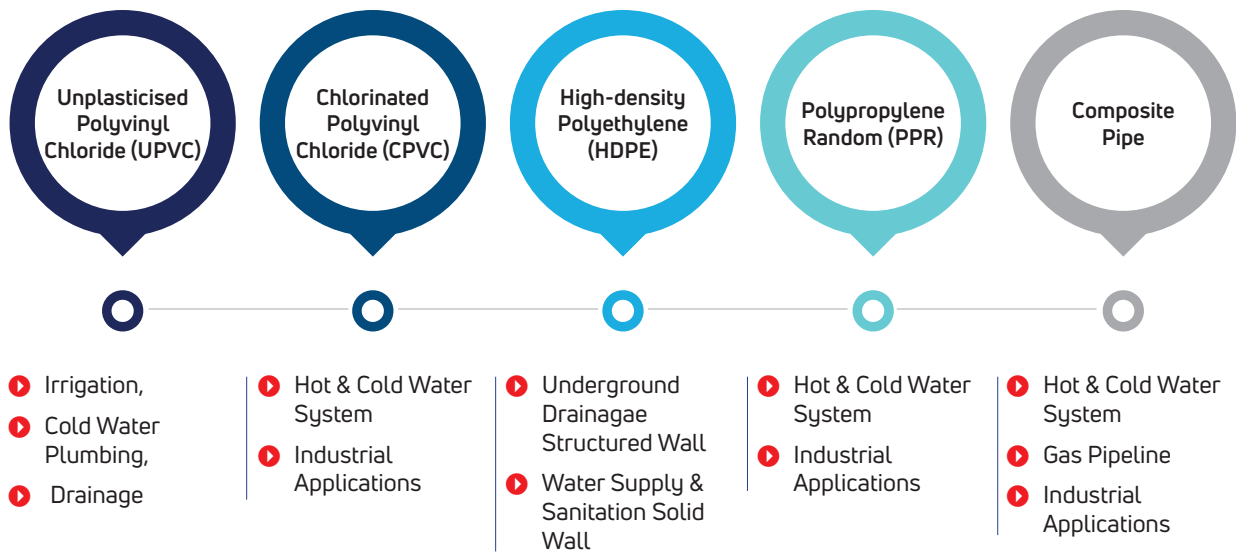 Unplasticised
Polyvinyl
Chloride (UPVC)
Chlorinated
Polyvinyl
Chloride (CPVC)
High-density
Polyethylene
(HDPE)
Polypropylene
Random (PPR)
Composite
Pipe
Irrigation,
Cold Water
Plumbing,
Drainage
Hot & Cold Water
System
Industrial
Applications
Underground
Drainagae
Structured Wall
Water Supply &
Sanitation Solid
Wall
Hot & Cold Water
System
Industrial
Applications
Hot & Cold Water
System
Gas Pipeline
Industrial
Applications